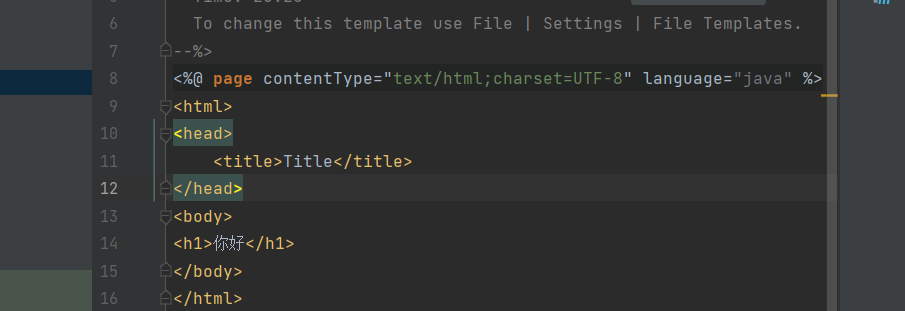 6 To change this template use File | Settings | File Templates.
7 --%>
8 <%@ page contentType="text/html;charset=UTF-8" language="java" %>
9 <html>
10 <head>
11 <title>Title</title>
12 </head>
13 <body>
14 <h1>你好</h1>
15 </body>
16 </html>